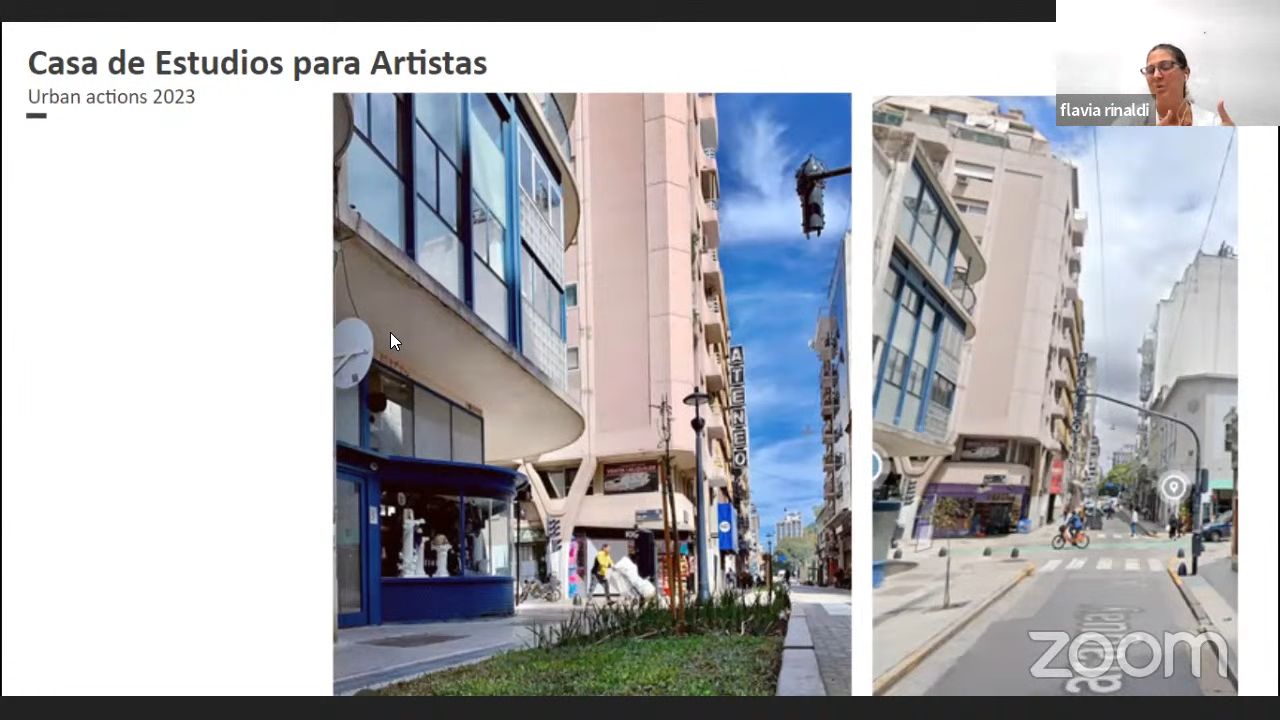 Casa de Estudios para Artistas
Urban actions 2023
flavia rinaldi
ATENEO
zoom